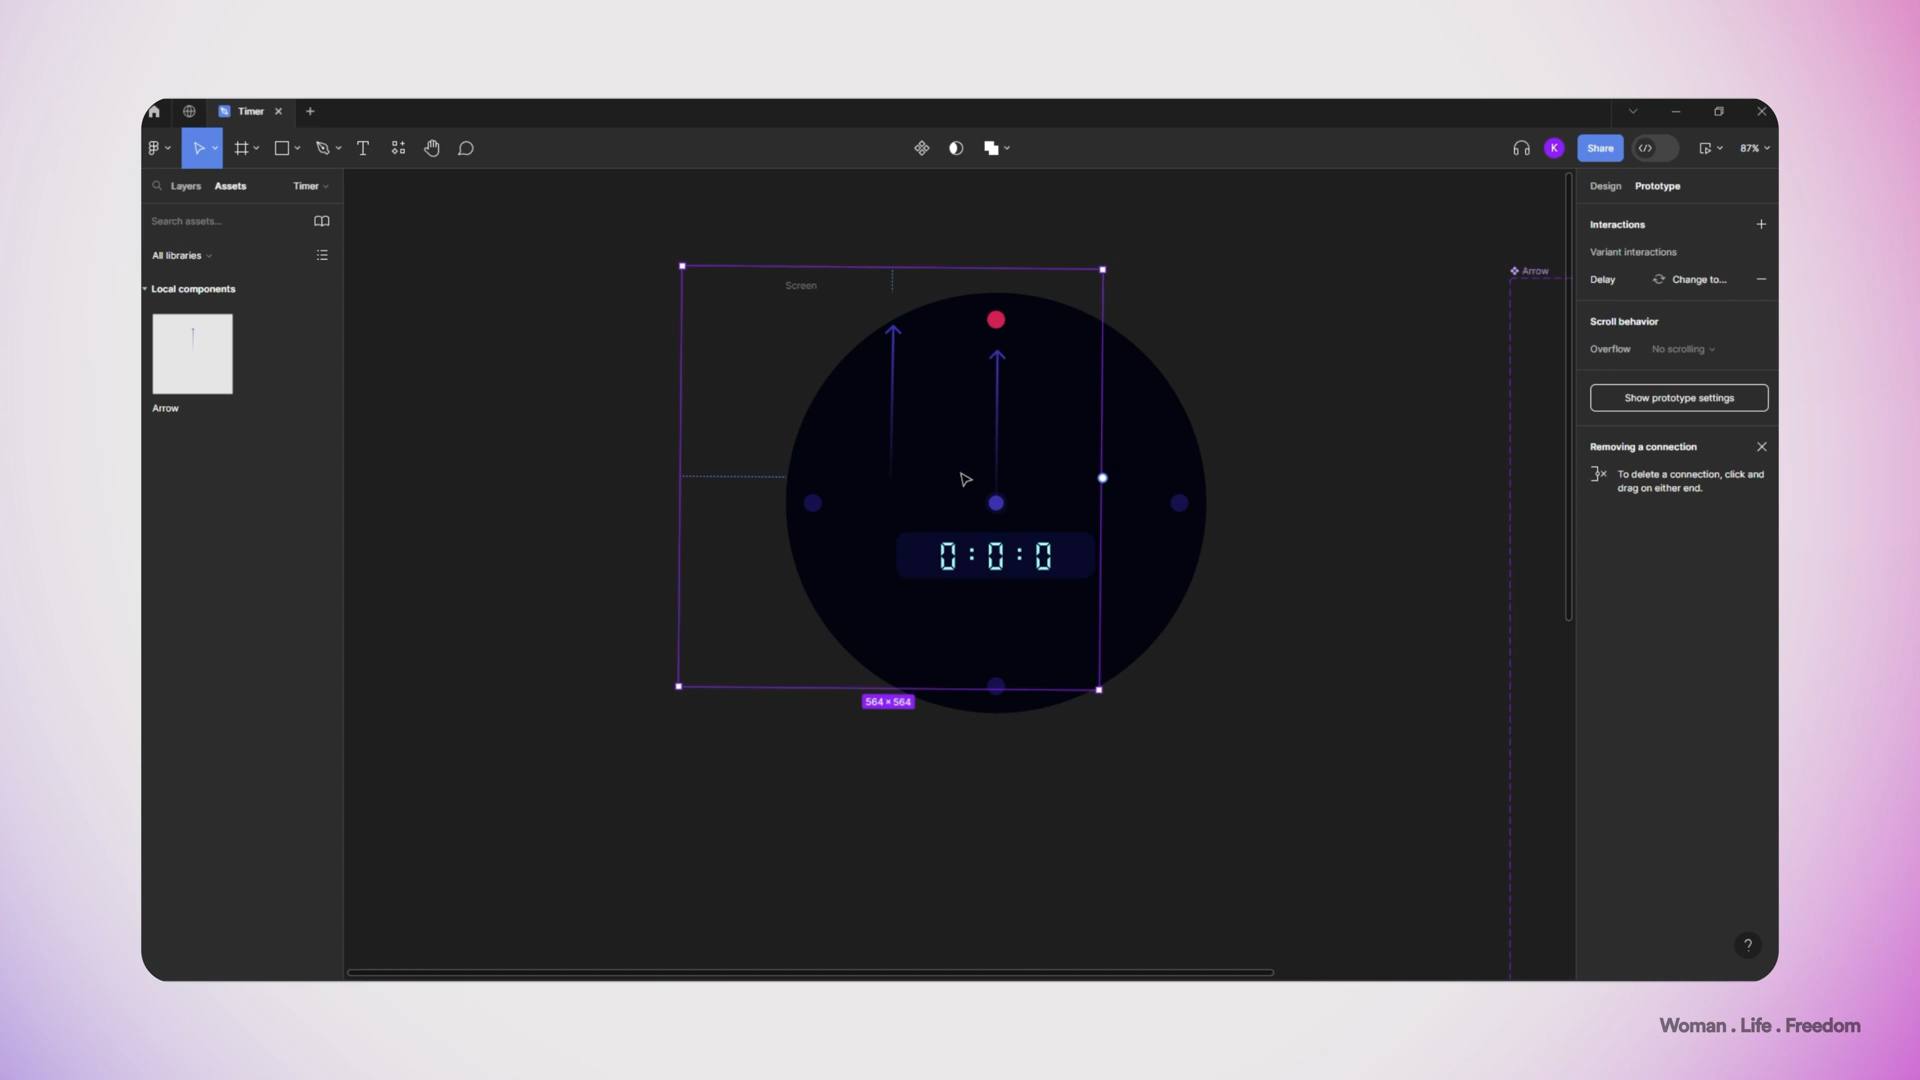 Timer
K
Share
87%
Layers
Assets
Timer
Search assets...
All libraries
Local components
Arrow
Screen
0:0:0
564 × 564
Arrow
Design
Prototype
Interactions
Variant interactions
Delay
Change to...
Scroll behavior
Overflow
No scrolling
Show prototype settings
Removing a connection
To delete a connection, click and
drag on either end.
?
Woman . Life . Freedom